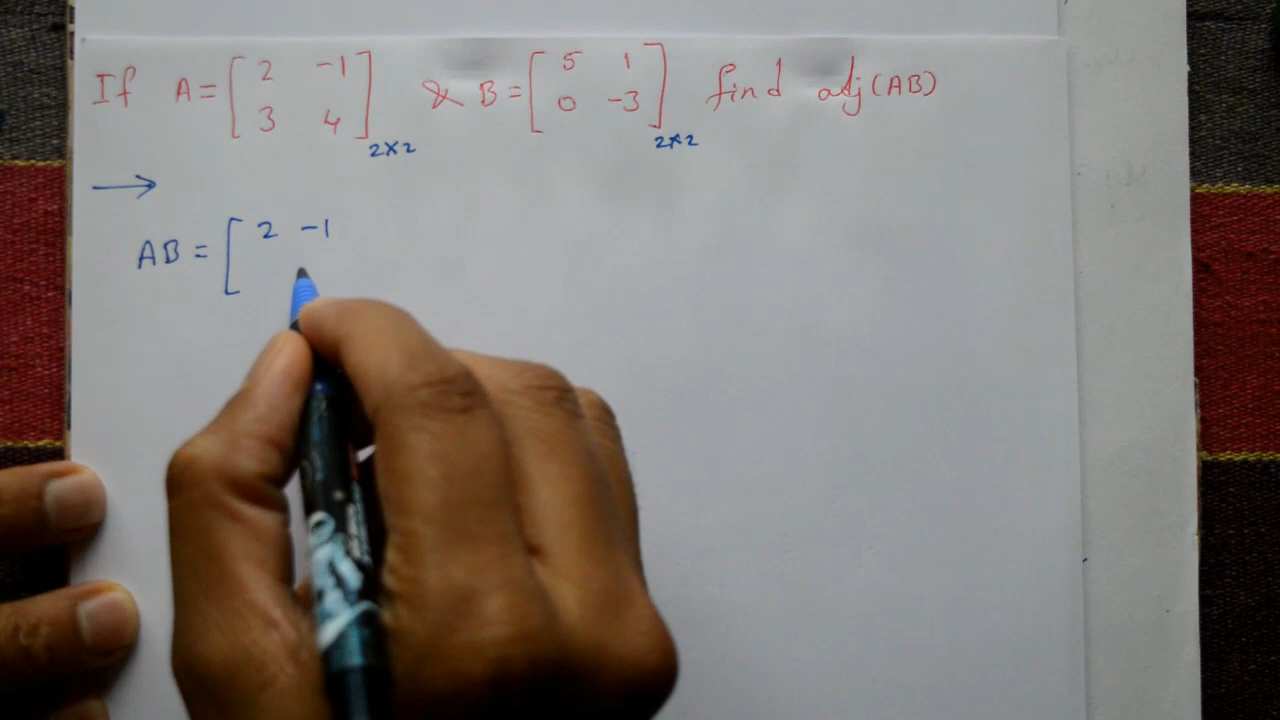 If A = [2 -1 3 4] 2×2 & B = [5 1 0 -3] 2×2 find adj(AB)
→
AB = [2 -1